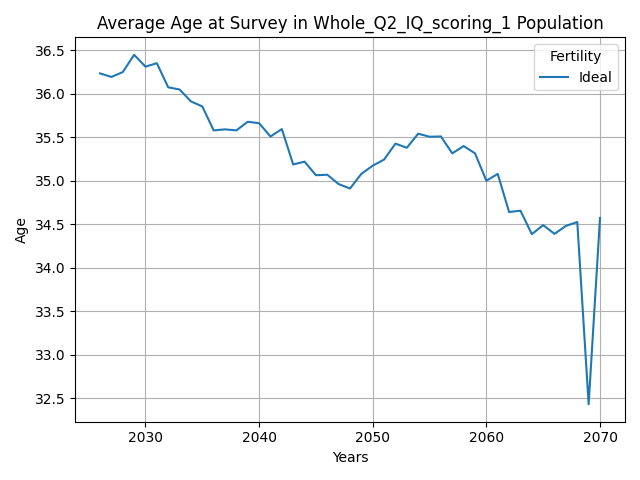 Average Age at Survey in Whole_Q2_IQ_scoring_1 Population
Fertility
Ideal
36.5
36.0
35.5
35.0
34.5
34.0
33.5
33.0
32.5
Age
2030 2040 2050 2060 2070
Years